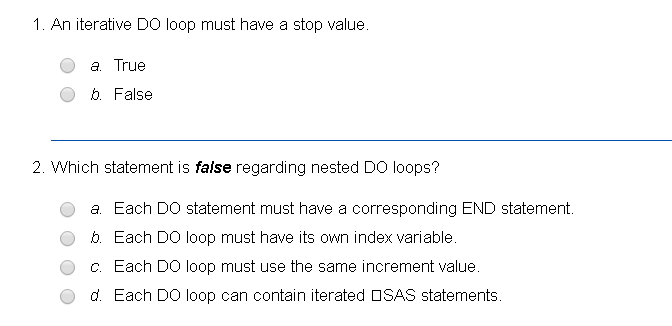 1. An iterative DO loop must have a stop value.
a. True
b. False
2. Which statement is false regarding nested DO loops?
a. Each DO statement must have a corresponding END statement.
b. Each DO loop must have its own index variable.
c. Each DO loop must use the same increment value.
d. Each DO loop can contain iterated □SAS statements.